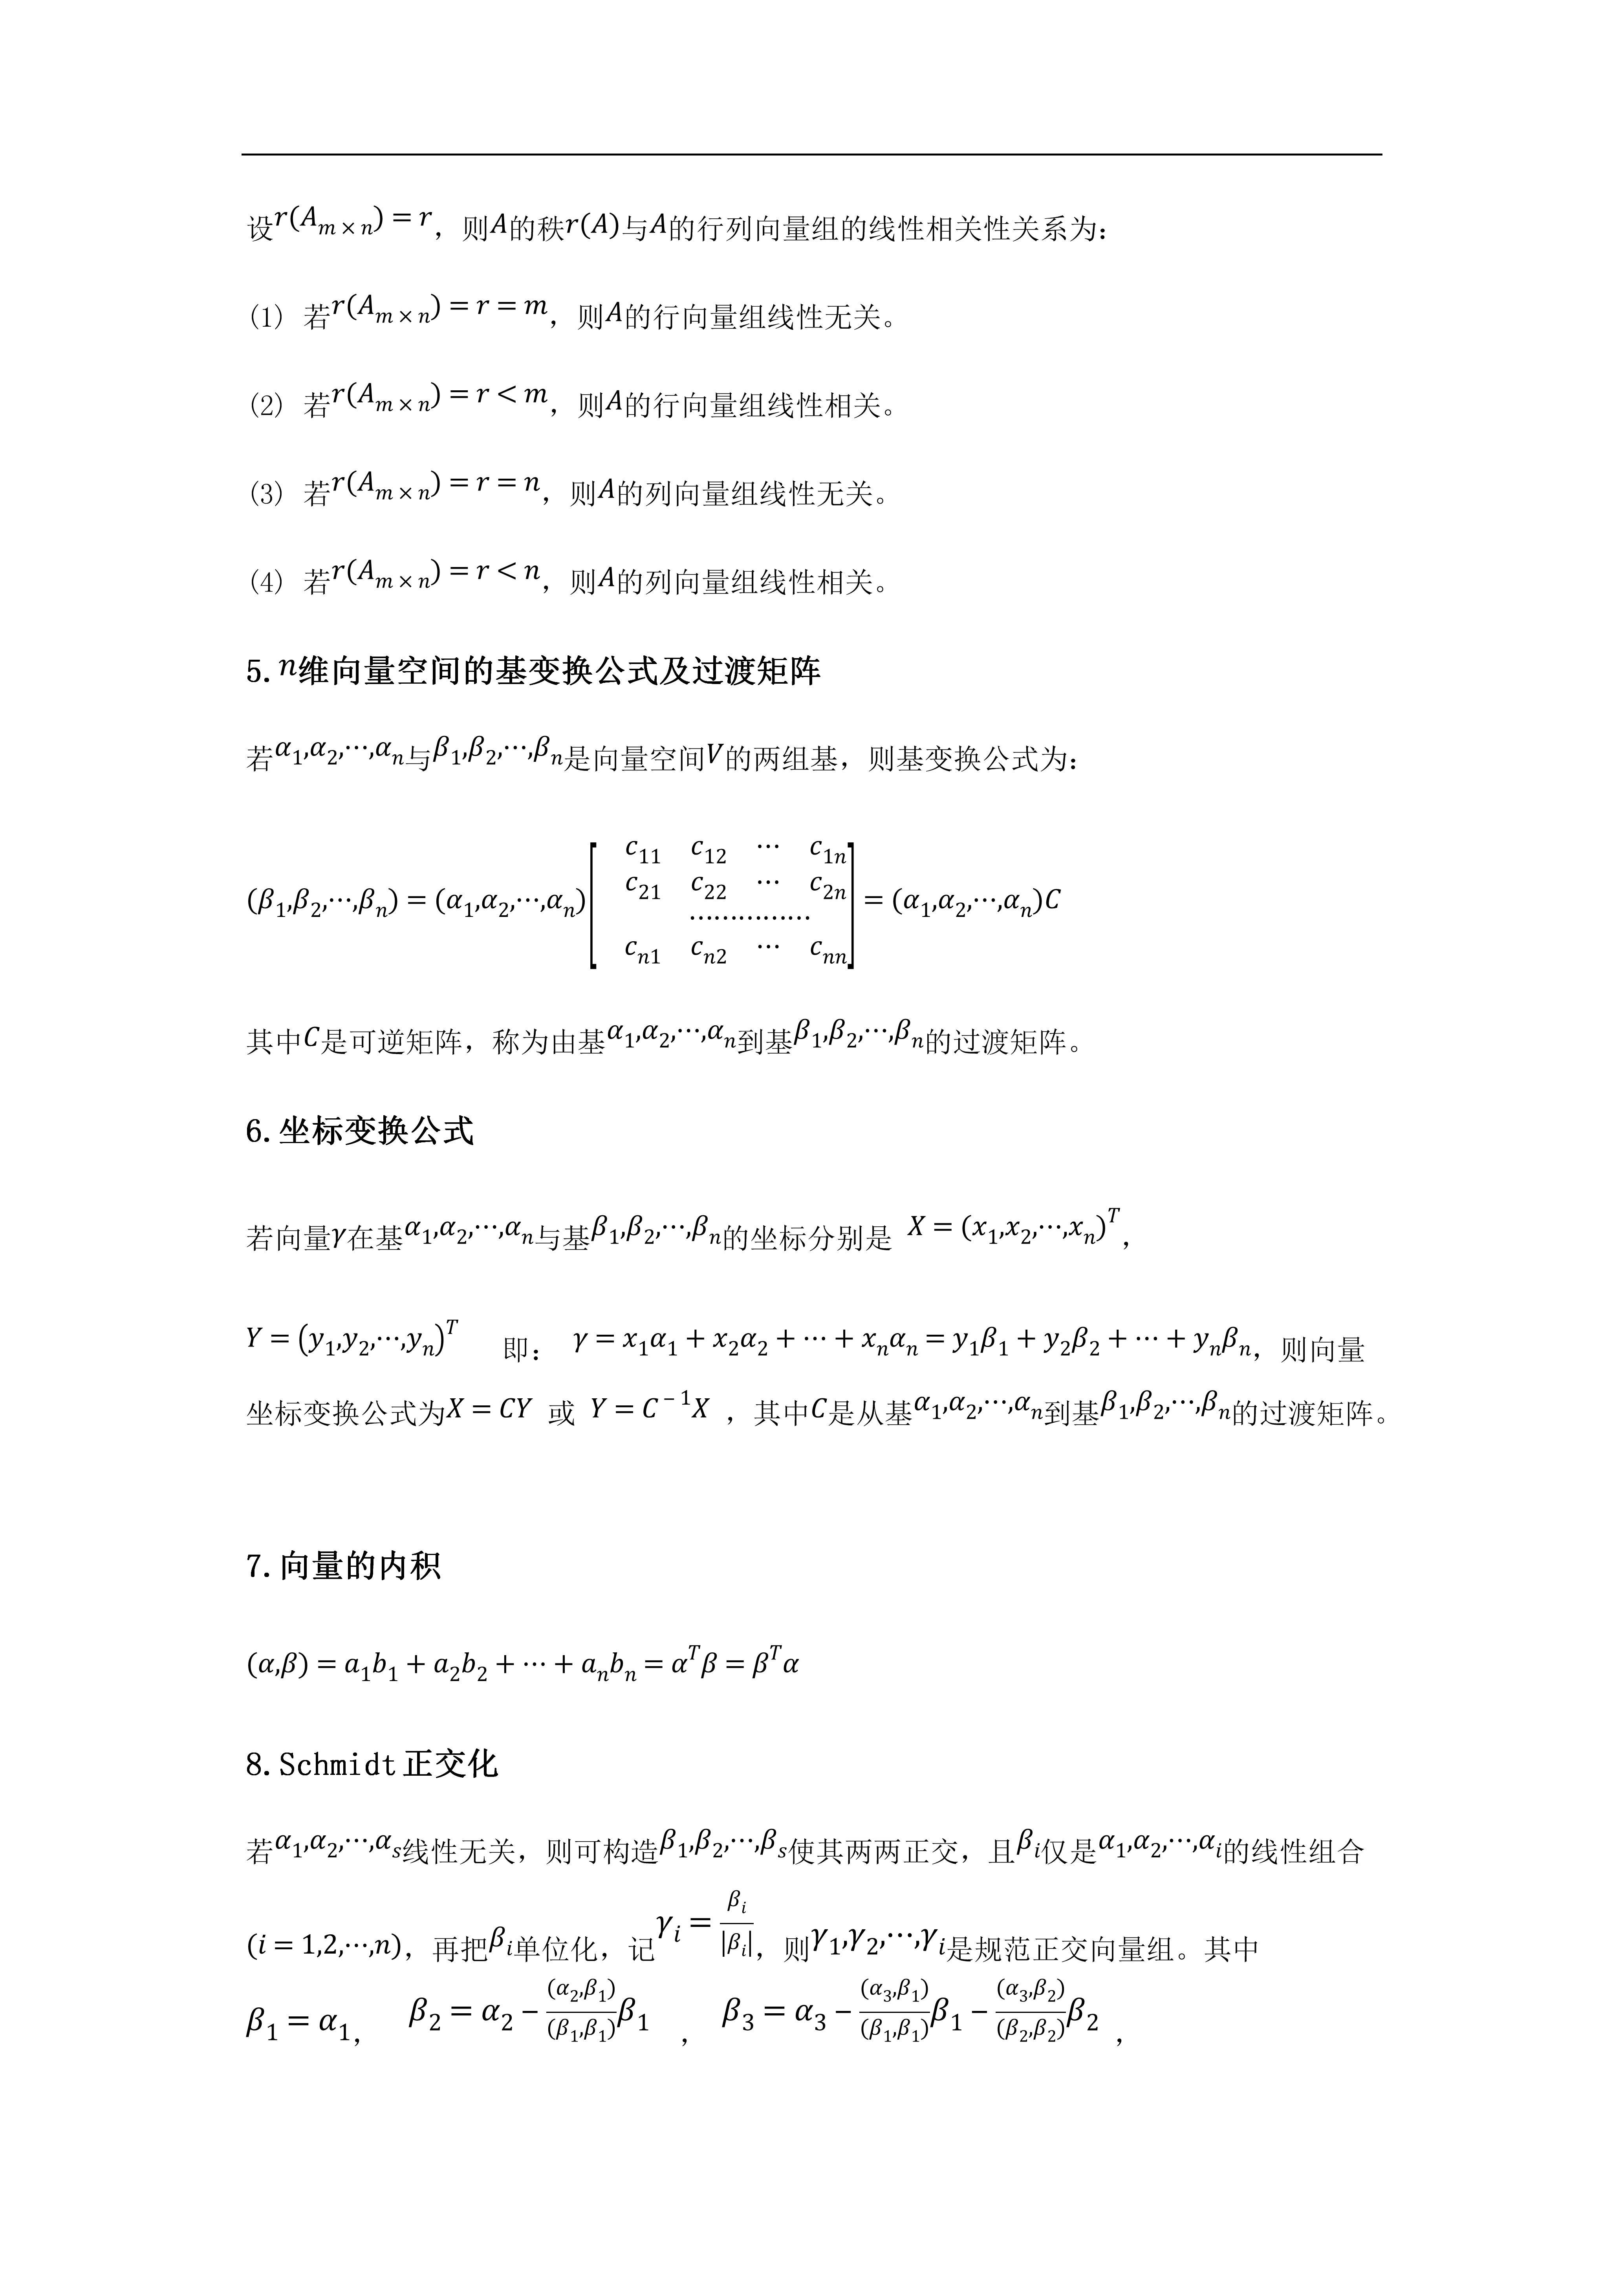 设$r(A_{m\times n})=r$，则$A$的秩$r(A)$与$A$的行列向量组的线性相关性关系为：
(1) 若$r(A_{m\times n})=r=m$，则$A$的行向量组线性无关。
(2) 若$r(A_{m\times n})=r<m$，则$A$的行向量组线性相关。
(3) 若$r(A_{m\times n})=r=n$，则$A$的列向量组线性无关。
(4) 若$r(A_{m\times n})=r<n$，则$A$的列向量组线性相关。
5. $n$维向量空间的基变换公式及过渡矩阵
若$\alpha_1,\alpha_2,\cdots,\alpha_n$与$\beta_1,\beta_2,\cdots,\beta_n$是向量空间$V$的两组基，则基变换公式为：
$(\beta_1,\beta_2,\cdots,\beta_n)=(\alpha_1,\alpha_2,\cdots,\alpha_n)\begin{bmatrix}c_{11}&c_{12}&\cdots&c_{1n}\\c_{21}&c_{22}&\cdots&c_{2n}\\&\cdots\cdots\cdots\cdots\cdots\\c_{n1}&c_{n2}&\cdots&c_{nn}\end{bmatrix}=(\alpha_1,\alpha_2,\cdots,\alpha_n)C$
其中$C$是可逆矩阵，称为由基$\alpha_1,\alpha_2,\cdots,\alpha_n$到基$\beta_1,\beta_2,\cdots,\beta_n$的过渡矩阵。
6. 坐标变换公式
若向量$\gamma$在基$\alpha_1,\alpha_2,\cdots,\alpha_n$与基$\beta_1,\beta_2,\cdots,\beta_n$的坐标分别是 $X=(x_1,x_2,\cdots,x_n)^T$,
$Y=(y_1,y_2,\cdots,y_n)^T$ 即： $\gamma=x_1\alpha_1+x_2\alpha_2+\cdots+x_n\alpha_n=y_1\beta_1+y_2\beta_2+\cdots+y_n\beta_n$，则向量
坐标变换公式为$X=CY$ 或 $Y=C^{-1}X$ ，其中$C$是从基$\alpha_1,\alpha_2,\cdots,\alpha_n$到基$\beta_1,\beta_2,\cdots,\beta_n$的过渡矩阵。
7. 向量的内积
$(\alpha,\beta)=a_1b_1+a_2b_2+\cdots+a_nb_n=\alpha^T\beta=\beta^T\alpha$
8. Schmidt 正交化
若$\alpha_1,\alpha_2,\cdots,\alpha_s$线性无关，则可构造$\beta_1,\beta_2,\cdots,\beta_s$使其两两正交，且$\beta_i$仅是$\alpha_1,\alpha_2,\cdots,\alpha_i$的线性组合
$(i=1,2,\cdots,n)$，再把$\beta_i$单位化，记$\gamma_i=\frac{\beta_i}{|\beta_i|}$，则$\gamma_1,\gamma_2,\cdots,\gamma_i$是规范正交向量组。其中
$\beta_1=\alpha_1$, $\beta_2=\alpha_2-\frac{(\alpha_2,\beta_1)}{(\beta_1,\beta_1)}\beta_1$ , $\beta_3=\alpha_3-\frac{(\alpha_3,\beta_1)}{(\beta_1,\beta_1)}\beta_1-\frac{(\alpha_3,\beta_2)}{(\beta_2,\beta_2)}\beta_2$ ,